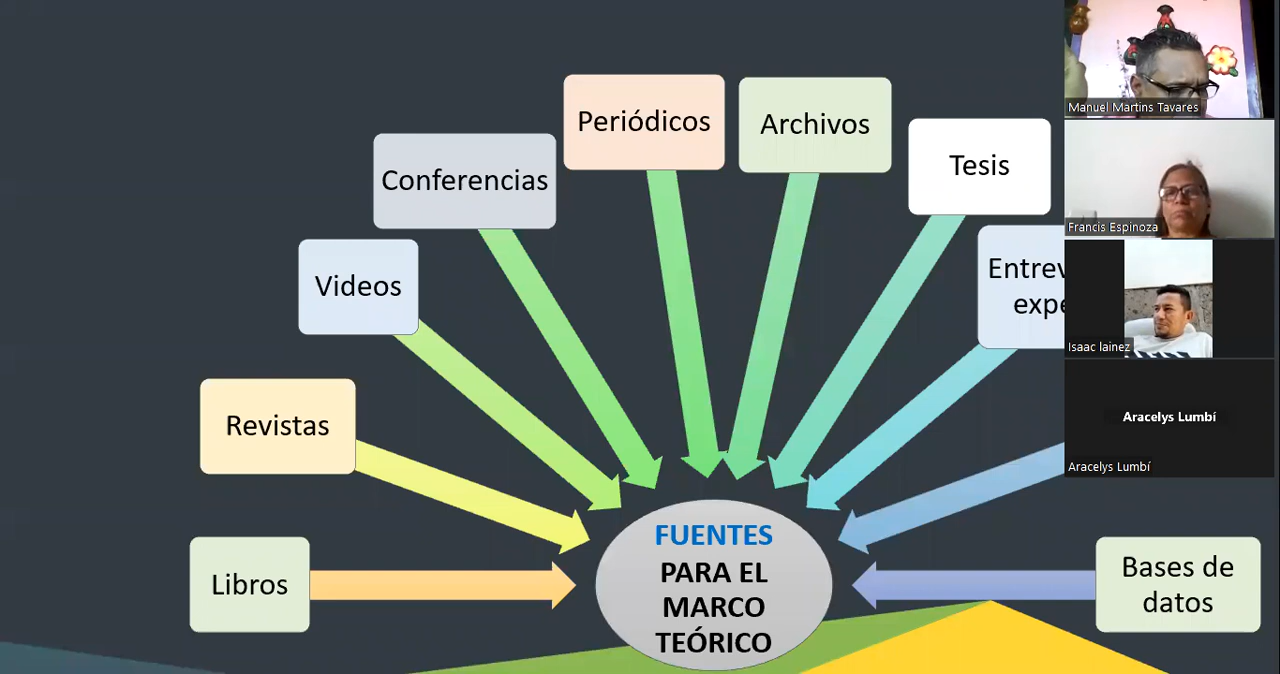 Periódicos
Archivos
Conferencias
Tesis
Videos
Revistas
Libros
FUENTES
PARA EL
MARCO
TEÓRICO
Bases de
datos
Manuel Martins Tavares
Francis Espinoza
Isaac lainez
Aracelys Lumbí
Aracelys Lumbí